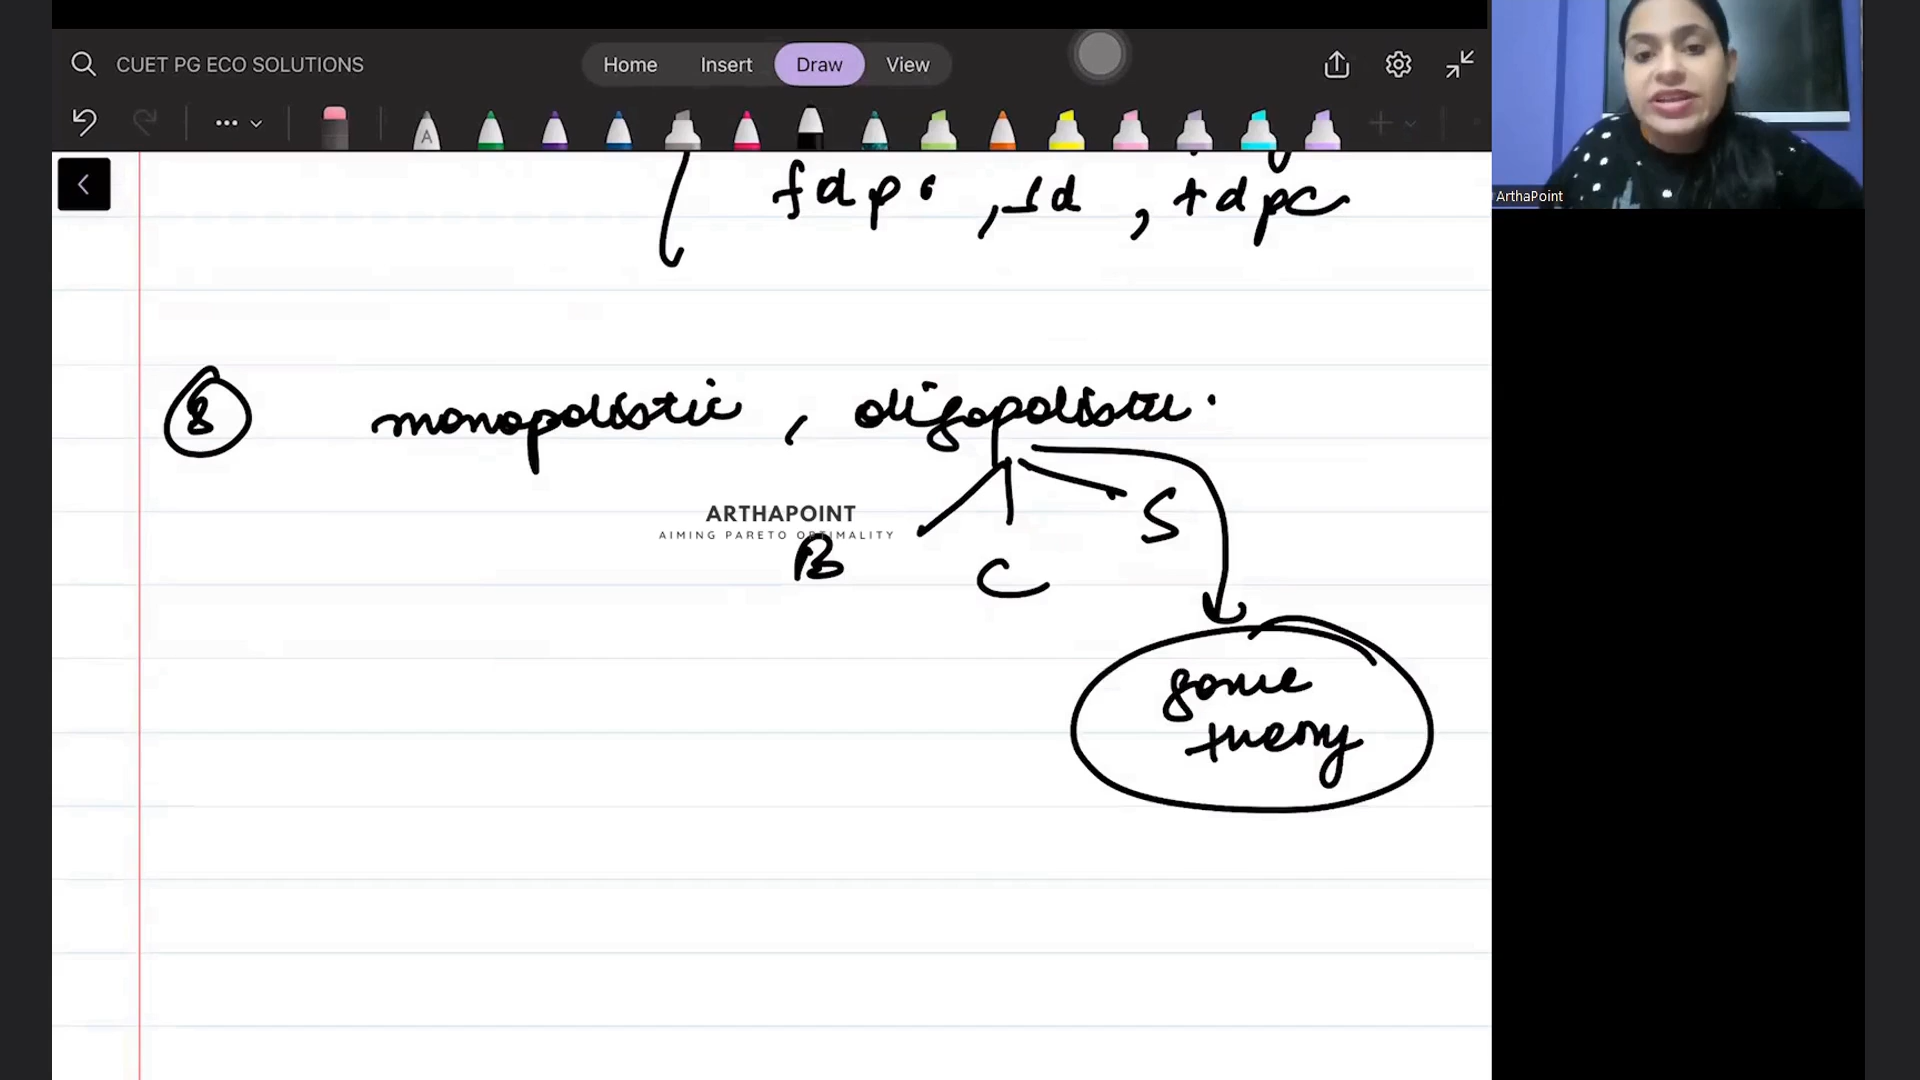 CUET PG ECO SOLUTIONS Home Insert Draw View
A
ArthaPoint
fdpc, sd, tdpc
8 monopolistic, oligopolistic.
ARTHAPOINT
AIMING PARETO OPTIMALITY
B C S
game
theory